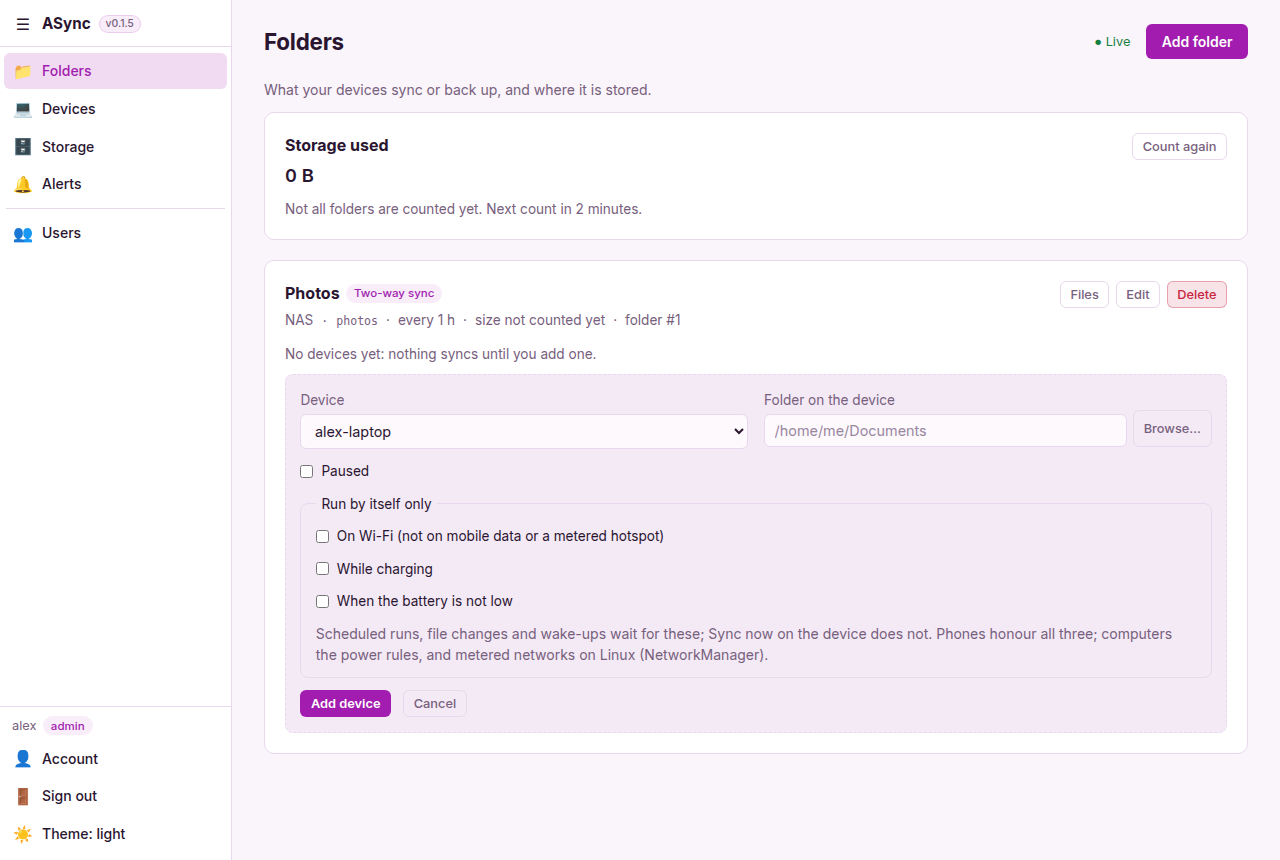 ASync v0.1.5
Folders
Devices
Storage
Alerts
Users
alex admin
Account
Sign out
Theme: light
Folders
Live
Add folder
What your devices sync or back up, and where it is stored.
Storage used
Count again
0 B
Not all folders are counted yet. Next count in 2 minutes.
Photos Two-way sync
Files Edit Delete
NAS · photos · every 1 h · size not counted yet · folder #1
No devices yet: nothing syncs until you add one.
Device
Folder on the device
alex-laptop
/home/me/Documents
Browse...
Paused
Run by itself only
On Wi-Fi (not on mobile data or a metered hotspot)
While charging
When the battery is not low
Scheduled runs, file changes and wake-ups wait for these; Sync now on the device does not. Phones honour all three; computers
the power rules, and metered networks on Linux (NetworkManager).
Add device Cancel